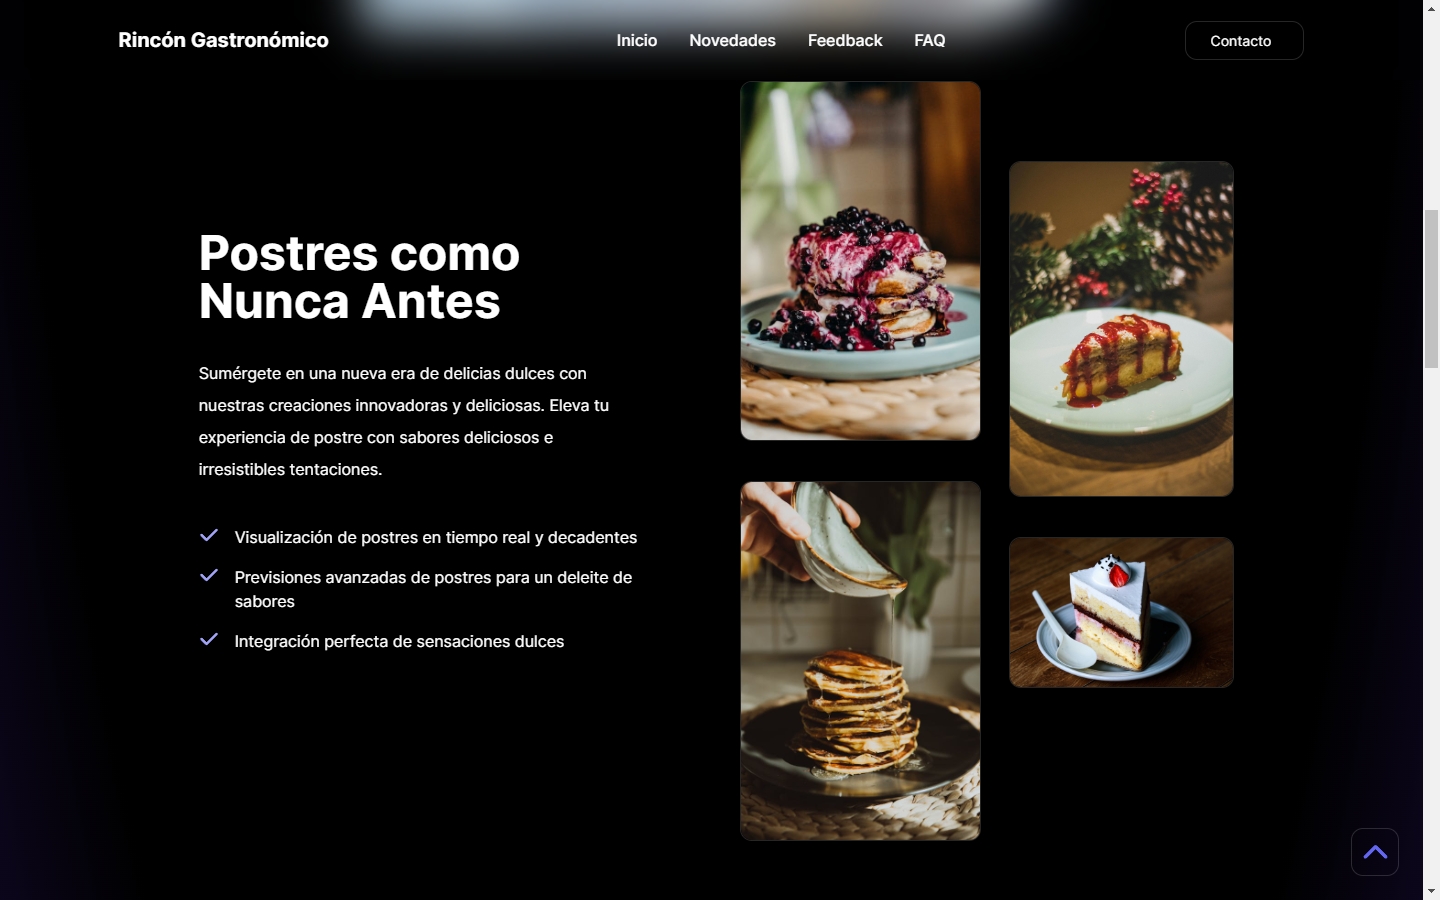 Rincón Gastronómico
Inicio
Novedades
Feedback
FAQ
Contacto
Postres como
Nunca Antes
Sumérgete en una nueva era de delicias dulces con
nuestras creaciones innovadoras y deliciosas. Eleva tu
experiencia de postre con sabores deliciosos e
irresistibles tentaciones.
Visualización de postres en tiempo real y decadentes
Previsiones avanzadas de postres para un deleite de
sabores
Integración perfecta de sensaciones dulces